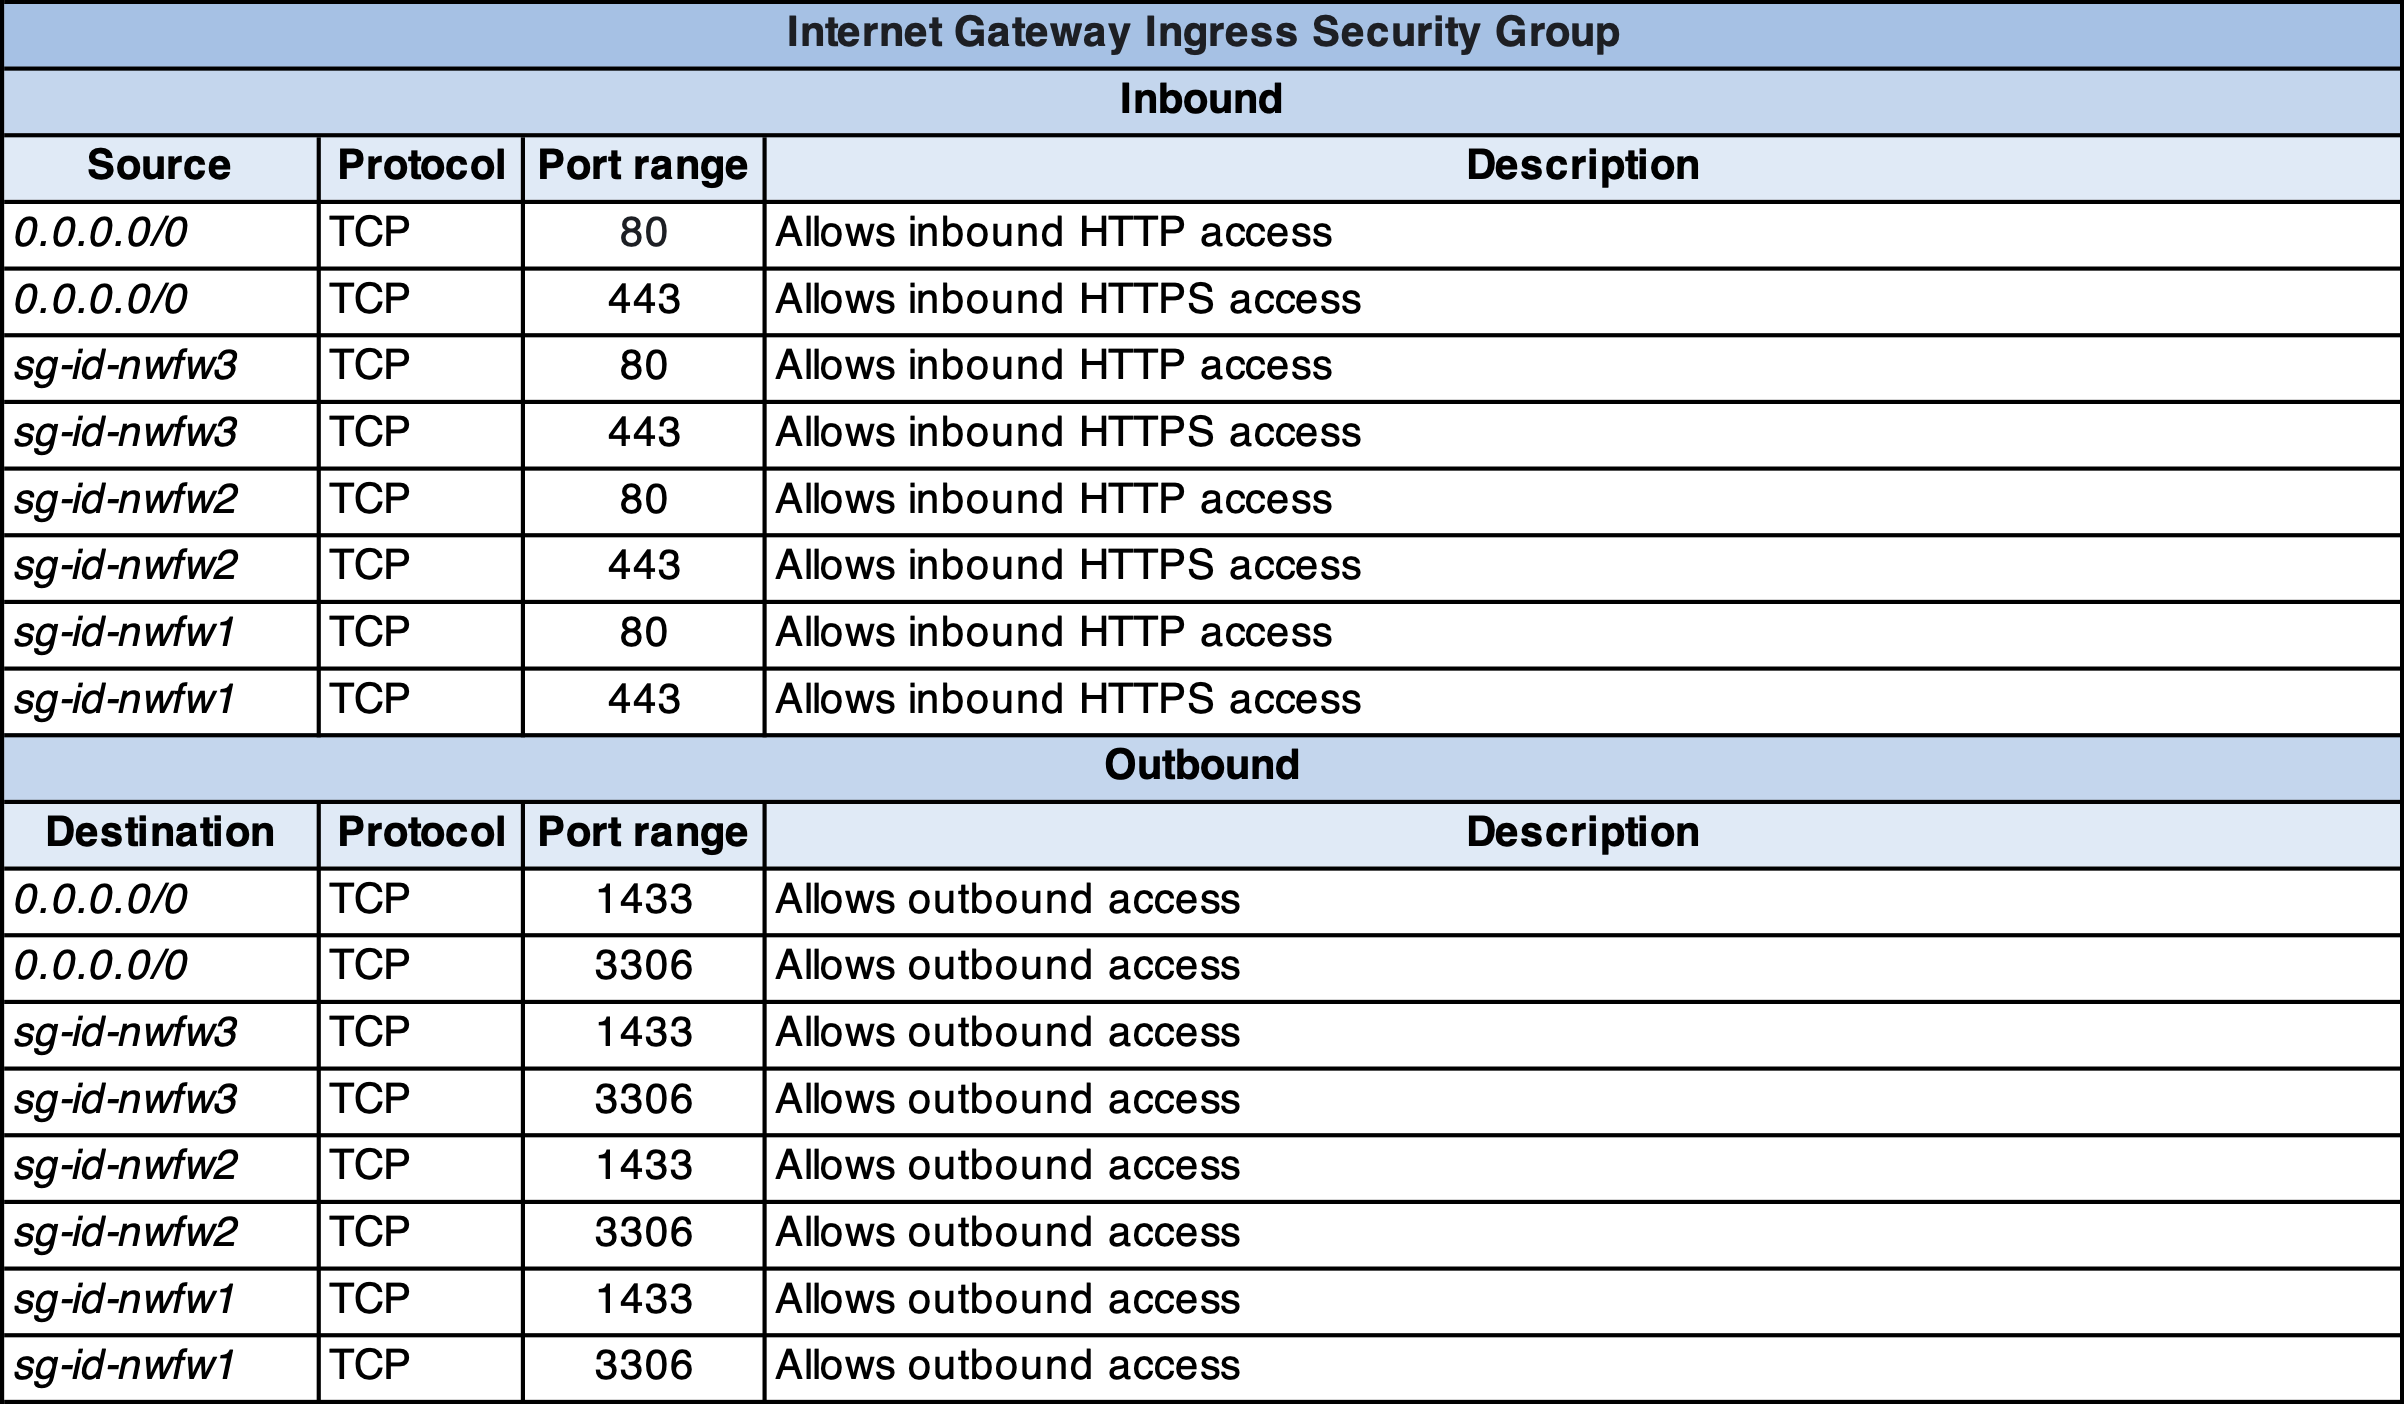 Internet Gateway Ingress Security Group
Inbound
Source Protocol Port range Description
0.0.0.0/0 TCP 80 Allows inbound HTTP access
0.0.0.0/0 TCP 443 Allows inbound HTTPS access
sg-id-nwfw3 TCP 80 Allows inbound HTTP access
sg-id-nwfw3 TCP 443 Allows inbound HTTPS access
sg-id-nwfw2 TCP 80 Allows inbound HTTP access
sg-id-nwfw2 TCP 443 Allows inbound HTTPS access
sg-id-nwfw1 TCP 80 Allows inbound HTTP access
sg-id-nwfw1 TCP 443 Allows inbound HTTPS access
Outbound
Destination Protocol Port range Description
0.0.0.0/0 TCP 1433 Allows outbound access
0.0.0.0/0 TCP 3306 Allows outbound access
sg-id-nwfw3 TCP 1433 Allows outbound access
sg-id-nwfw3 TCP 3306 Allows outbound access
sg-id-nwfw2 TCP 1433 Allows outbound access
sg-id-nwfw2 TCP 3306 Allows outbound access
sg-id-nwfw1 TCP 1433 Allows outbound access
sg-id-nwfw1 TCP 3306 Allows outbound access